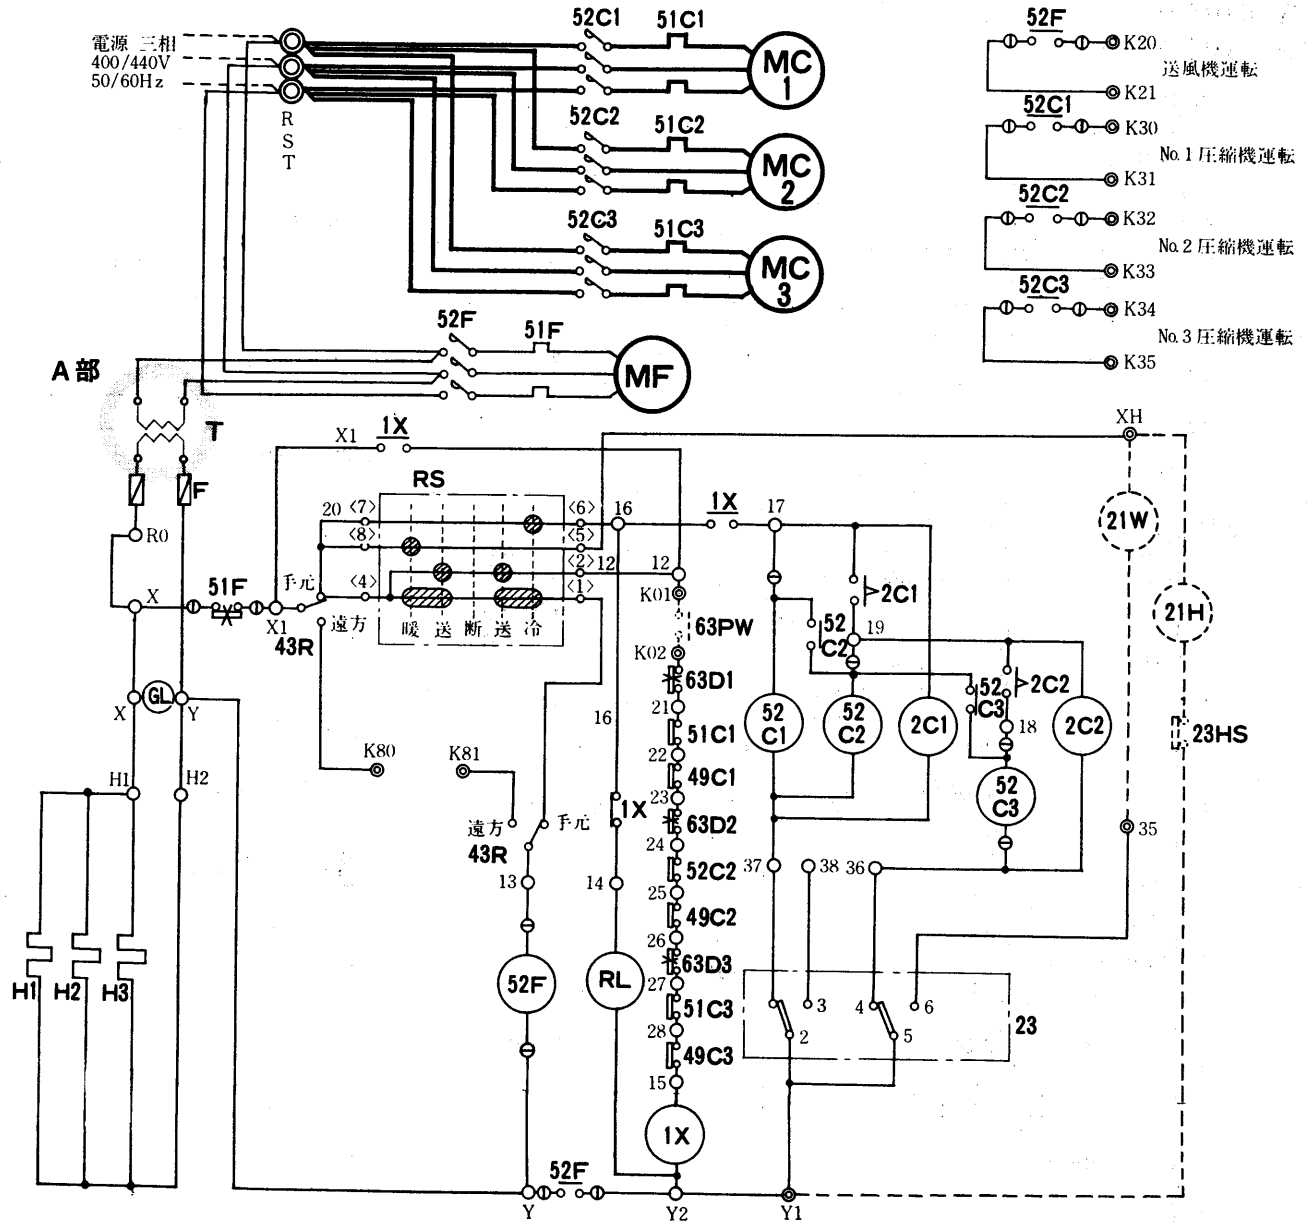 52C1
51C1
電源 三相
400/440V
50/60Hz
R
S
T
MC
1
52C2
51C2
MC
2
52C3
51C3
MC
3
52F
51F
MF
52F
K20
送風機運転
K21
52C1
K30
No.1圧縮機運転
K31
52C2
K32
No.2圧縮機運転
K33
52C3
K34
No.3圧縮機運転
K35
A部
T
F
R0
X1
1X
RS
20
<7>
<6>
16
1X
17
XH
21W
<8>
<5>
<2>
12
12
<4>
<1>
K01
63PW
K02
暖 送 断 送 冷
51F
X
X1
手元
遠方
43R
GL
X
Y
H1
H2
K80
K81
遠方
手元
43R
13
52F
16
1X
14
RL
63D1
21
51C1
22
49C1
23
63D2
24
52C2
25
49C2
26
63D3
27
51C3
28
49C3
15
1X
2C1
52
C2
19
52
C3
2C2
18
52
C1
52
C2
2C1
2C2
52
C3
21H
23HS
37
38
36
35
3
4
6
2
5
23
H1
H2
H3
52F
Y
Y2
Y1